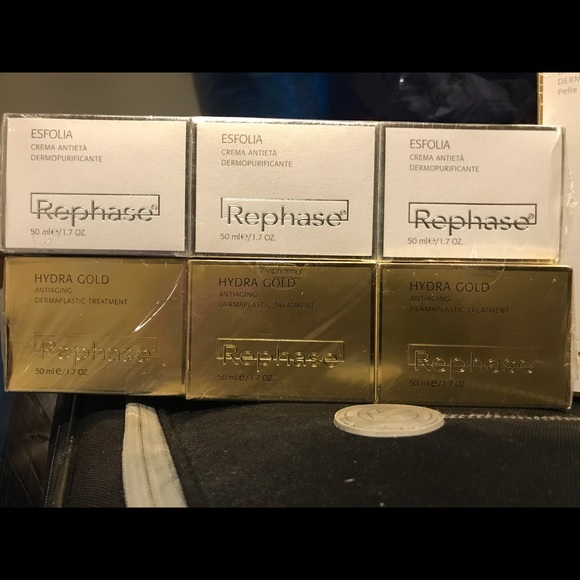 ESFOLIA
CREMA ANTIETÀ
DERMOPURIFICANTE
Rephase®
50 ml e/1.7 OZ.
ESFOLIA
CREMA ANTIETÀ
DERMOPURIFICANTE
Rephase®
50 ml e/1.7 OZ.
ESFOLIA
CREMA ANTIETÀ
DERMOPURIFICANTE
Rephase®
50 ml e/1.7 OZ.
DERM
Pelle
HYDRA GOLD
ANTIAGING
DERMAPLASTIC TREATMENT
Rephase
50 ml e/1.7 OZ.
HYDRA GOLD
ANTIAGING
DERMAPLASTIC TREATMENT
Rephase
50 ml e/1.7 OZ.
HYDRA GOLD
ANTIAGING
DERMAPLASTIC TREATMENT
Rephase
50 ml e/1.7 OZ.